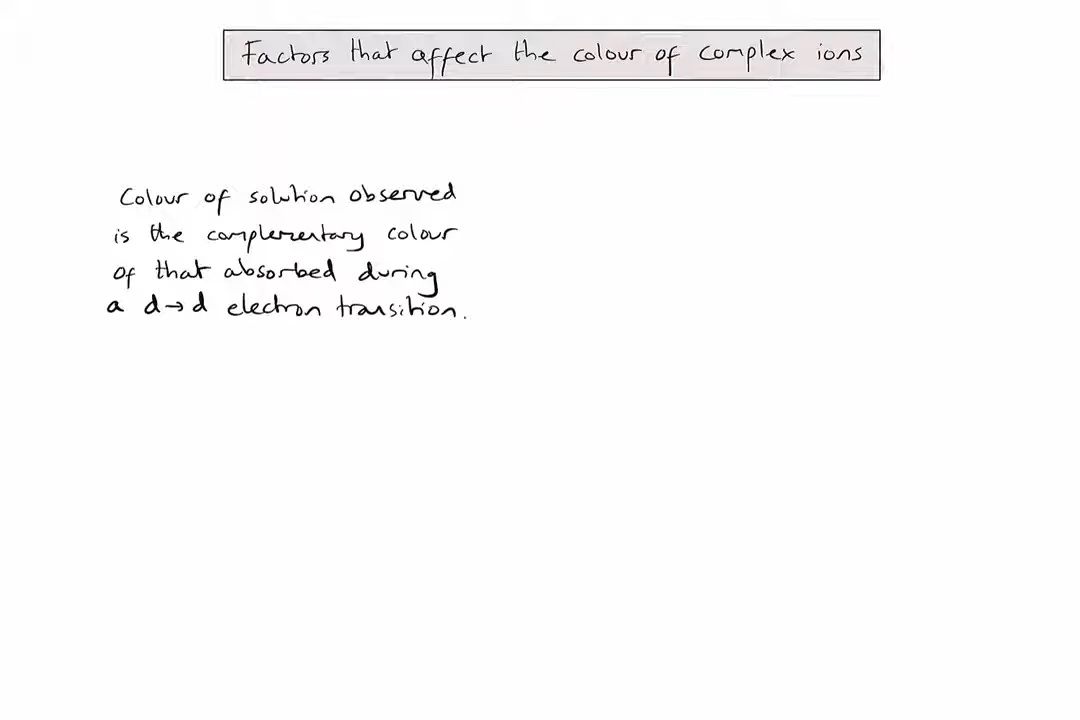 Factors that affect the colour of complex ions
Colour of solution observed
is the complementary colour
of that absorbed during
a d→d electron transition.